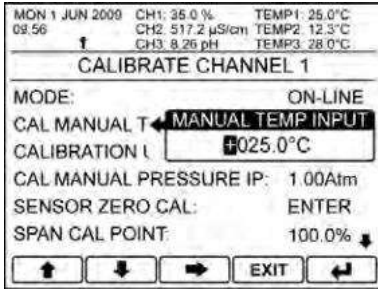 MON 1 JUN 2009 CH1: 35.0 % TEMP1: 25.0°C
09:56 CH2: 517.2 µS/cm TEMP2: 12.3°C
CH3: 8.26 pH TEMP3: 28.0°C
CALIBRATE CHANNEL 1
MODE: ON-LINE
CAL MANUAL T MANUAL TEMP INPUT
+025.0°C
CALIBRATION U
CAL MANUAL PRESSURE IP: 1.00Atm
SENSOR ZERO CAL: ENTER
SPAN CAL POINT: 100.0%
EXIT